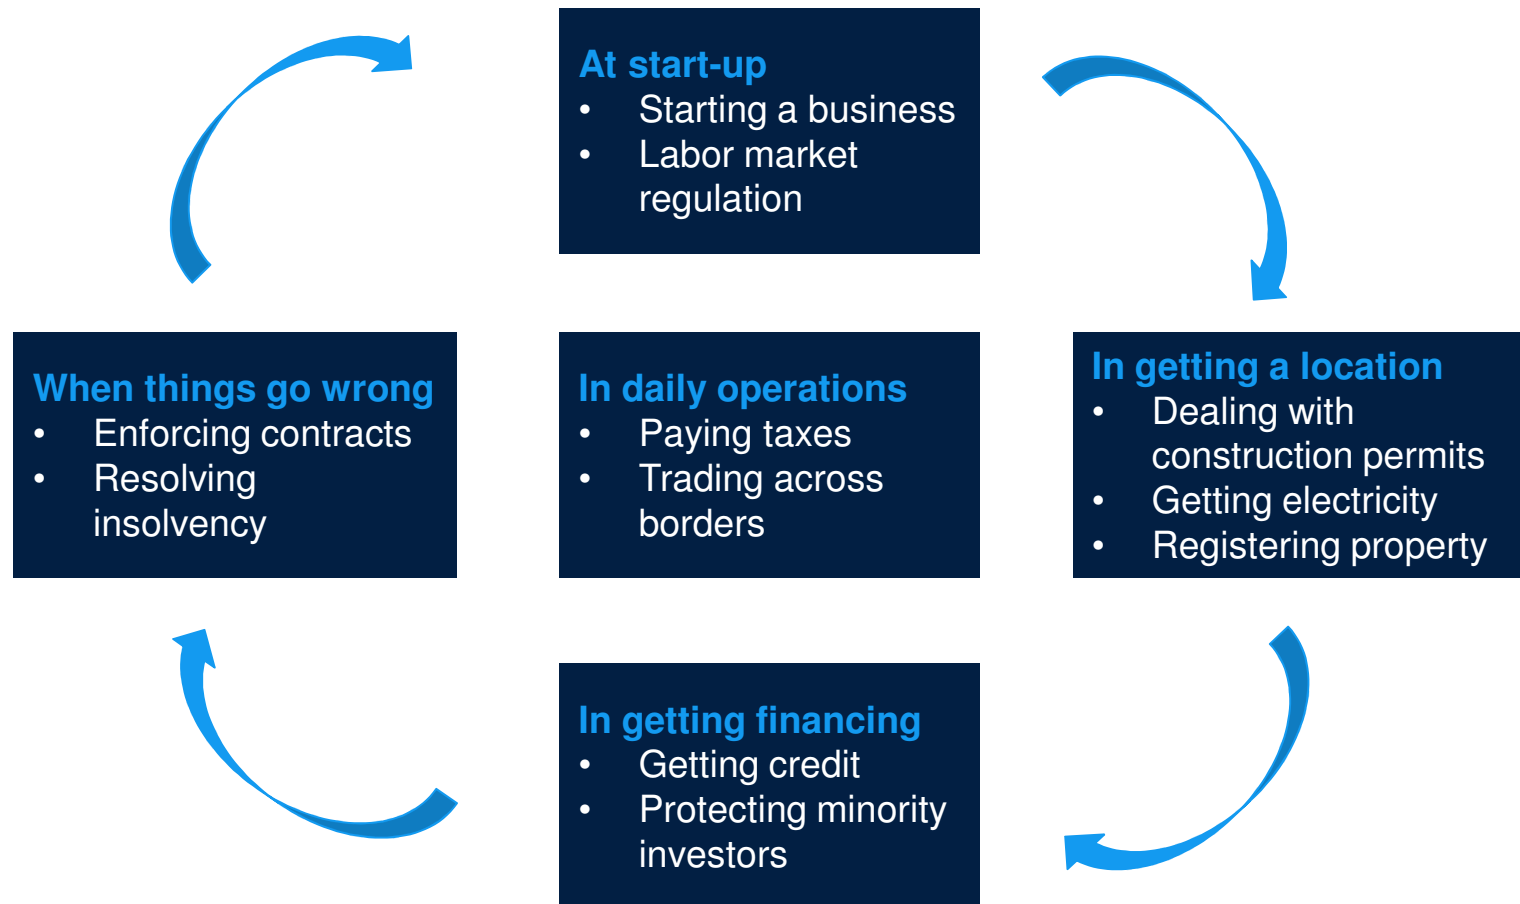 At start-up
• Starting a business
• Labor market
regulation
When things go wrong
• Enforcing contracts
• Resolving
insolvency
In daily operations
• Paying taxes
• Trading across
borders
In getting a location
• Dealing with
construction permits
• Getting electricity
• Registering property
In getting financing
• Getting credit
• Protecting minority
investors